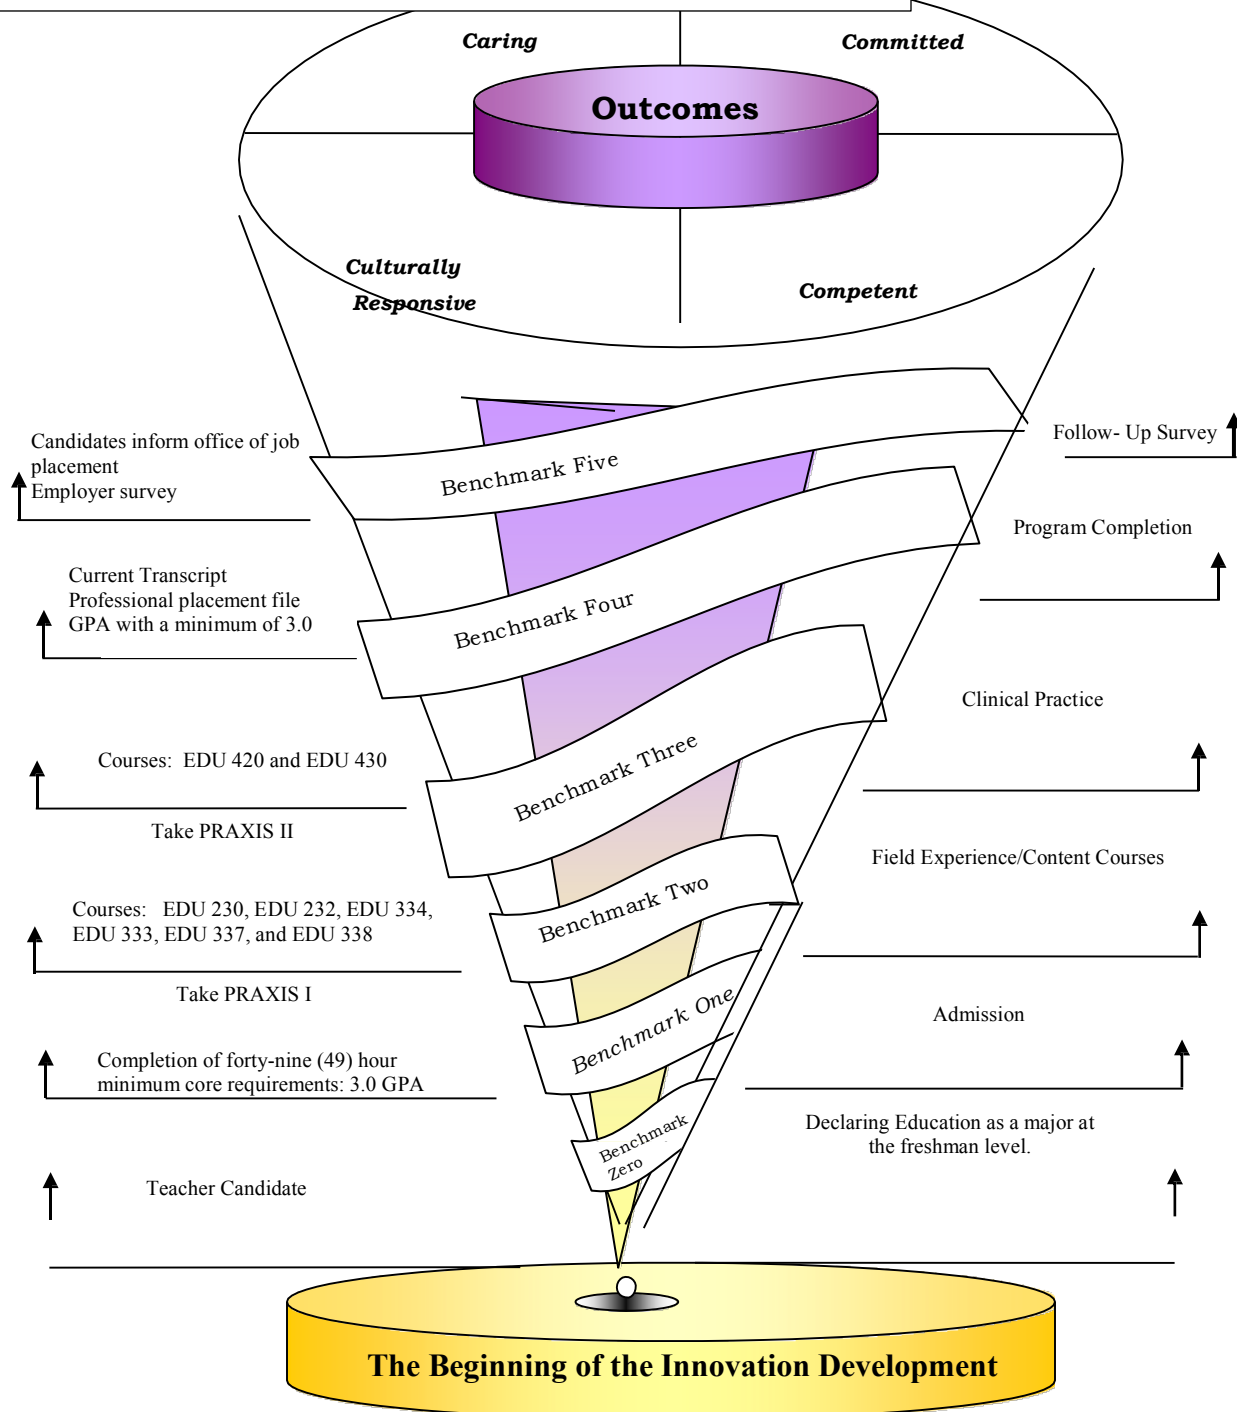 Caring
Committed
Outcomes
Culturally
Responsive
Competent
Benchmark Five
Candidates inform office of job
placement
Employer survey
Follow- Up Survey
Benchmark Four
Program Completion
Current Transcript
Professional placement file
GPA with a minimum of 3.0
Benchmark Three
Clinical Practice
Courses: EDU 420 and EDU 430
Take PRAXIS II
Benchmark Two
Field Experience/Content Courses
Courses: EDU 230, EDU 232, EDU 334,
EDU 333, EDU 337, and EDU 338
Take PRAXIS I
Benchmark One
Admission
Completion of forty-nine (49) hour
minimum core requirements: 3.0 GPA
Benchmark
Zero
Declaring Education as a major at
the freshman level.
Teacher Candidate
The Beginning of the Innovation Development